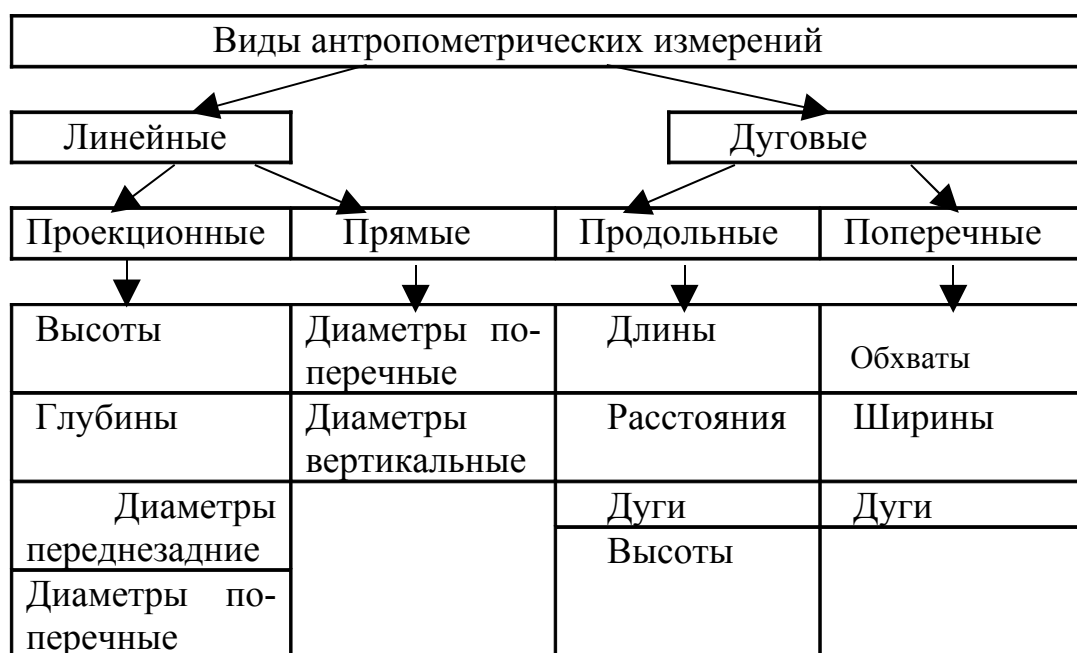 Виды антропометрических измерений
Линейные
Дуговые
Проекционные
Прямые
Продольные
Поперечные
Высоты
Диаметры по-
перечные
Длины
Обхваты
Глубины
Диаметры
вертикальные
Расстояния
Ширины
Диаметры
переднезадние
Дуги
Дуги
Диаметры по-
перечные
Высоты